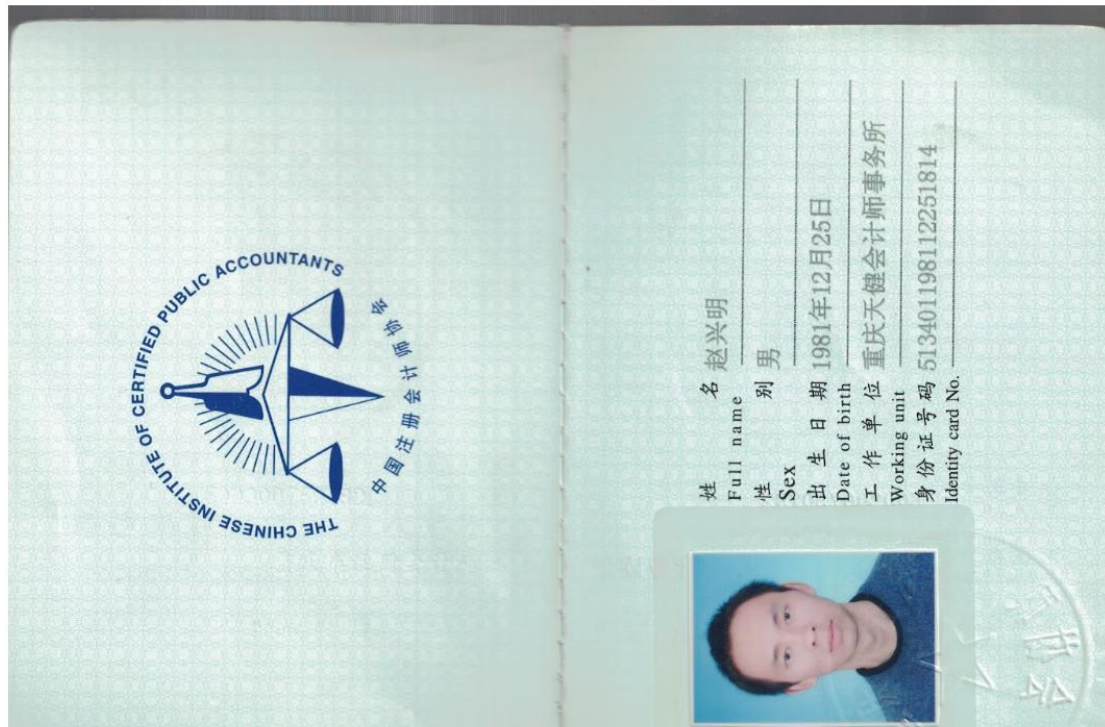 THE CHINESE INSTITUTE OF CERTIFIED PUBLIC ACCOUNTANTS
中国注册会计师协会
姓 名 赵兴明
Full name
性 别 男
Sex
出生日期 1981年12月25日
Date of birth
工作单位 重庆天健会计师事务所
Working unit
身份证号码 513401198112251814
Identity card No.